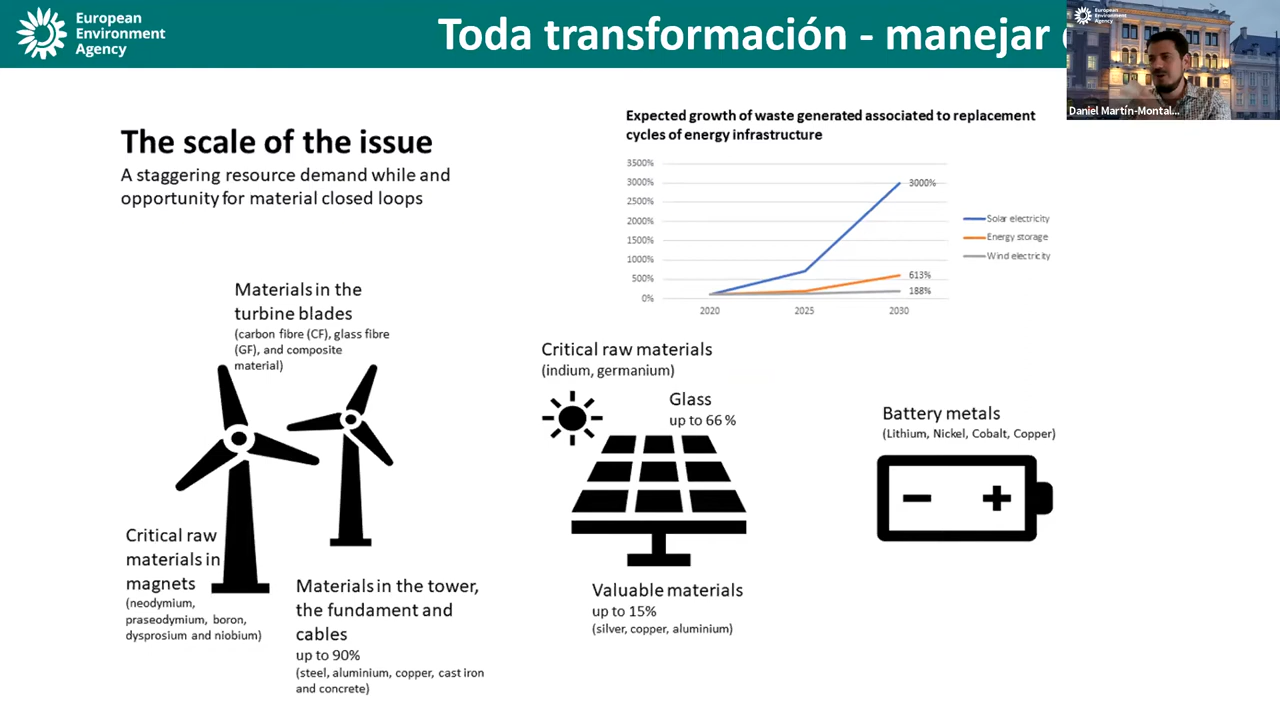 European
Environment
Agency
Toda transformación - manejar
European
Environment
Agency
Daniel Martín-Montal...
The scale of the issue
A staggering resource demand while and
opportunity for material closed loops
Expected growth of waste generated associated to replacement
cycles of energy infrastructure
3500%
3000%
2500%
2000%
1500%
1000%
500%
0%
3000%
613%
188%
2020
2025
2030
Solar electricity
Energy storage
Wind electricity
Materials in the
turbine blades
(carbon fibre (CF), glass fibre
(GF), and composite
material)
Critical raw
materials in
magnets
(neodymium,
praseodymium, boron,
dysprosium and niobium)
Materials in the tower,
the fundament and
cables
up to 90%
(steel, aluminium, copper, cast iron
and concrete)
Critical raw materials
(indium, germanium)
Glass
up to 66 %
Valuable materials
up to 15%
(silver, copper, aluminium)
Battery metals
(Lithium, Nickel, Cobalt, Copper)